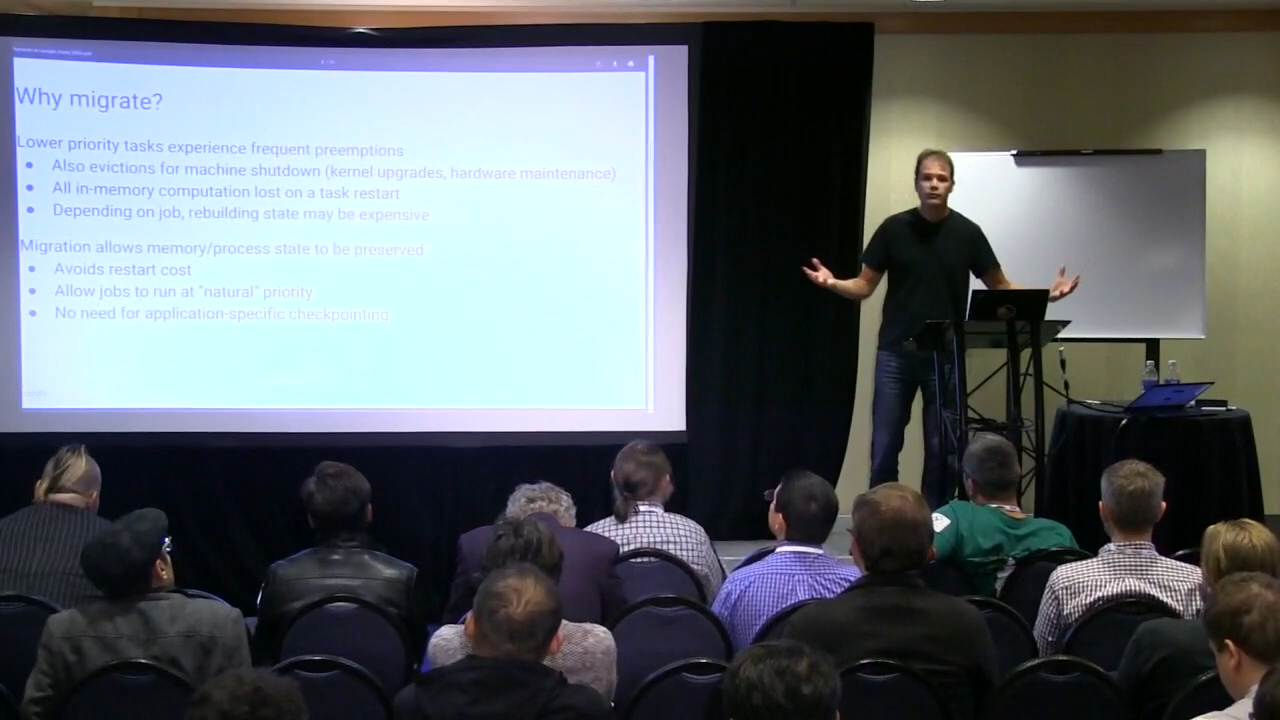 Why migrate?
Lower priority tasks experience frequent preemptions
● Also evictions for machine shutdown (kernel upgrades, hardware maintenance)
● All in-memory computation lost on a task restart
● Depending on job, rebuilding state may be expensive
Migration allows memory/process state to be preserved
● Avoids restart cost
● Allow jobs to run at "natural" priority
● No need for application-specific checkpointing